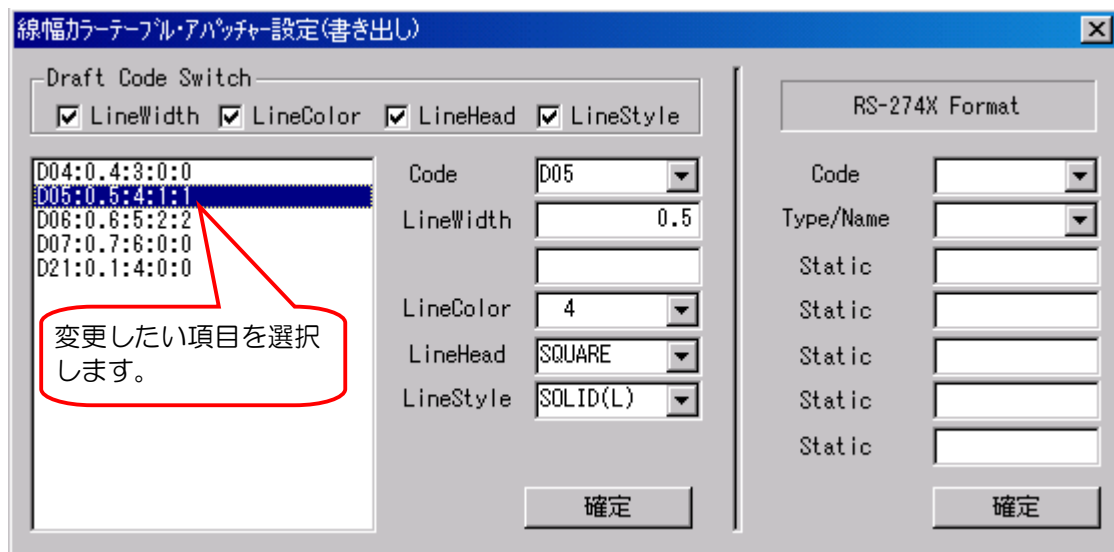 線幅カラーテーブル・アパッチャー設定(書き出し)
Draft Code Switch
LineWidth LineColor LineHead LineStyle
D04:0.4:3:0:0
D05:0.5:4:1:1
D06:0.6:5:2:2
D07:0.7:6:0:0
D21:0.1:4:0:0
変更したい項目を選択
します。
Code D05
LineWidth 0.5
LineColor 4
LineHead SQUARE
LineStyle SOLID(L)
確定
RS-274X Format
Code
Type/Name
Static
Static
Static
Static
Static
確定